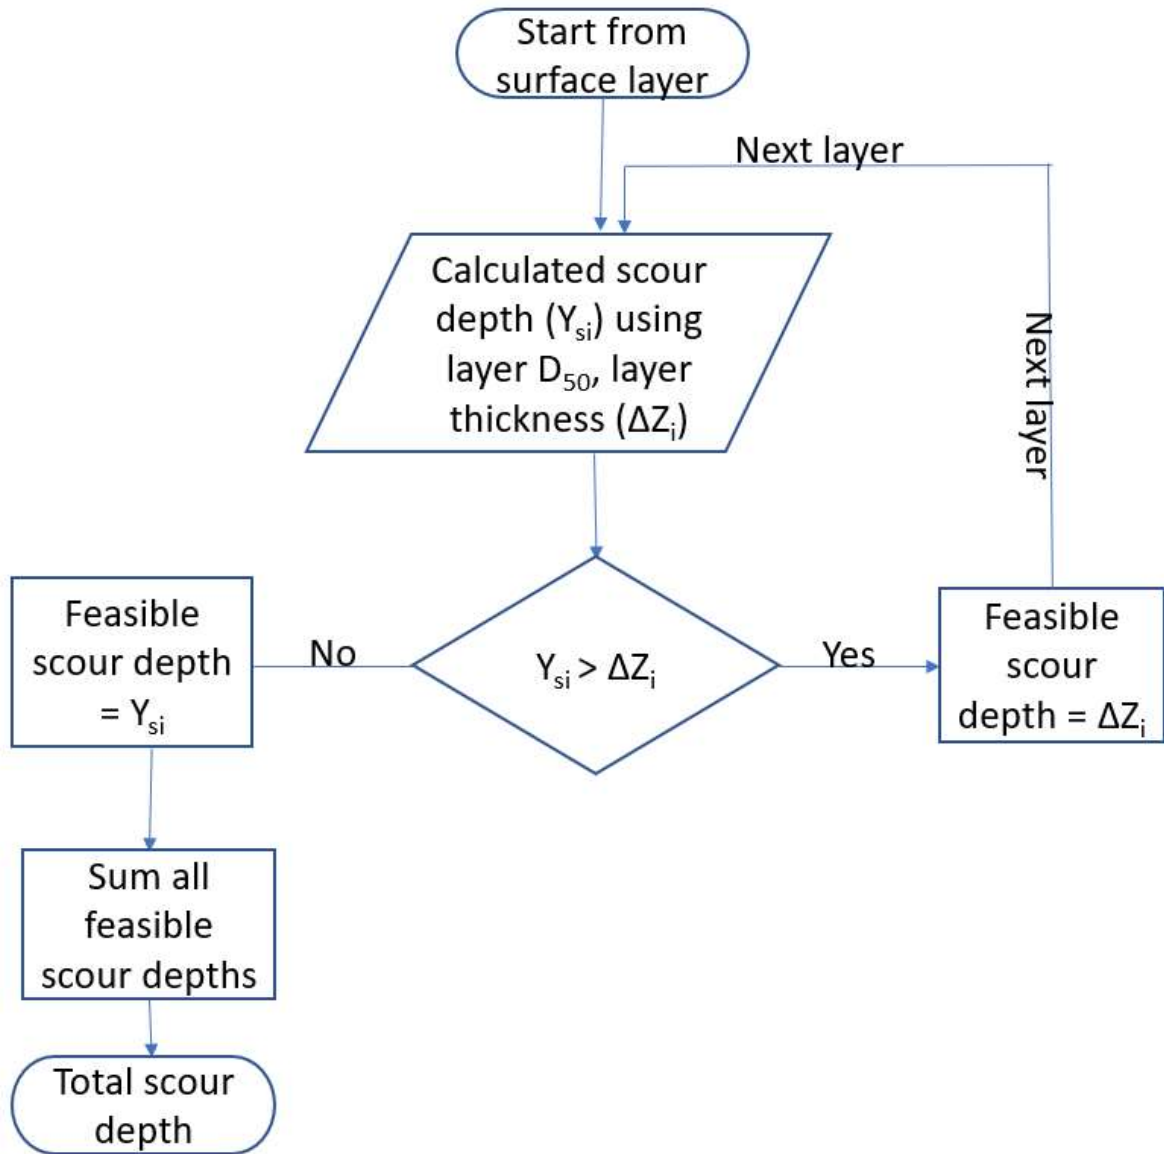 Start from
surface layer
Next layer
Calculated scour
depth (Yₛᵢ) using
layer D₅₀, layer
thickness (ΔZᵢ)
Next layer
Feasible
scour depth
= Yₛᵢ
No
Yₛᵢ > ΔZᵢ
Yes
Feasible
scour
depth = ΔZᵢ
Sum all
feasible
scour depths
Total scour
depth